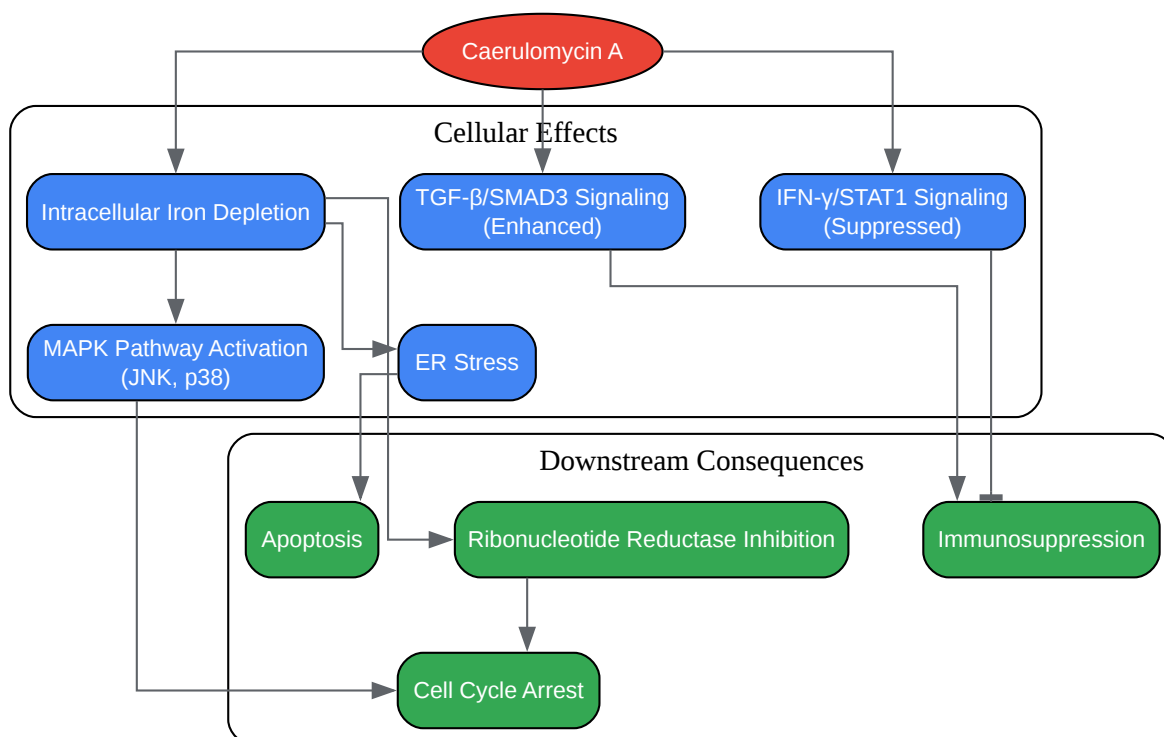 Caerulomycin A
Cellular Effects
Intracellular Iron Depletion
TGF-β/SMAD3 Signaling
(Enhanced)
IFN-γ/STAT1 Signaling
(Suppressed)
MAPK Pathway Activation
(JNK, p38)
ER Stress
Downstream Consequences
Apoptosis
Ribonucleotide Reductase Inhibition
Immunosuppression
Cell Cycle Arrest